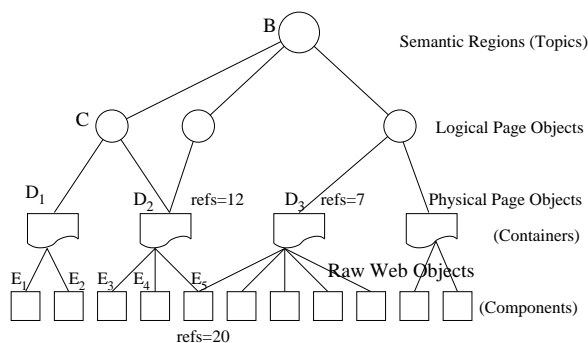 B
Semantic Regions (Topics)
C
Logical Page Objects
D1
D2
refs=12
D3
refs=7
Physical Page Objects
(Containers)
Raw Web Objects
E1
E2
E3
E4
E5
(Components)
refs=20